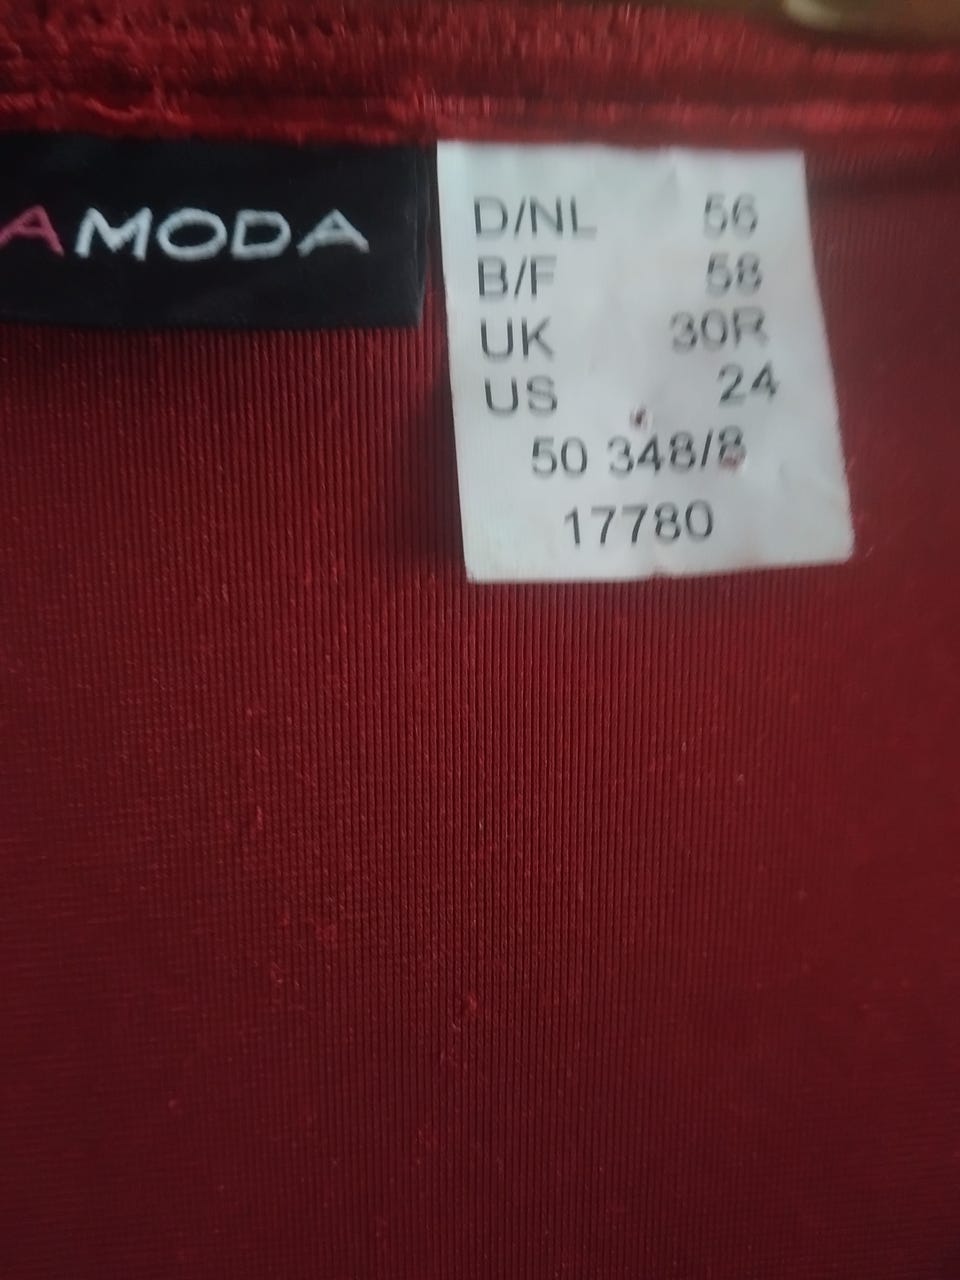 AMODA
D/NL 56
B/F 58
UK 30R
US 24
50 348/8
17780